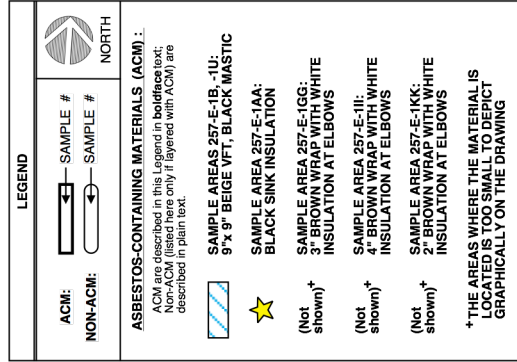 LEGEND
ACM: SAMPLE #
NON-ACM: SAMPLE #
NORTH
ASBESTOS-CONTAINING MATERIALS (ACM) :
ACM are described in this Legend in boldface text;
Non-ACM (listed here only if layered with ACM) are
described in plain text.
SAMPLE AREAS 257-E-1B, -1U:
9"x 9" BEIGE VFT, BLACK MASTIC
SAMPLE AREA 257-E-1AA:
BLACK SINK INSULATION
(Not shown)+
SAMPLE AREA 257-E-1GG:
3" BROWN WRAP WITH WHITE
INSULATION AT ELBOWS
(Not shown)+
SAMPLE AREA 257-E-1II:
4" BROWN WRAP WITH WHITE
INSULATION AT ELBOWS
(Not shown)+
SAMPLE AREA 257-E-1KK:
2" BROWN WRAP WITH WHITE
INSULATION AT ELBOWS
+THE AREAS WHERE THE MATERIAL IS
LOCATED IS TOO SMALL TO DEPICT
GRAPHICALLY ON THE DRAWING